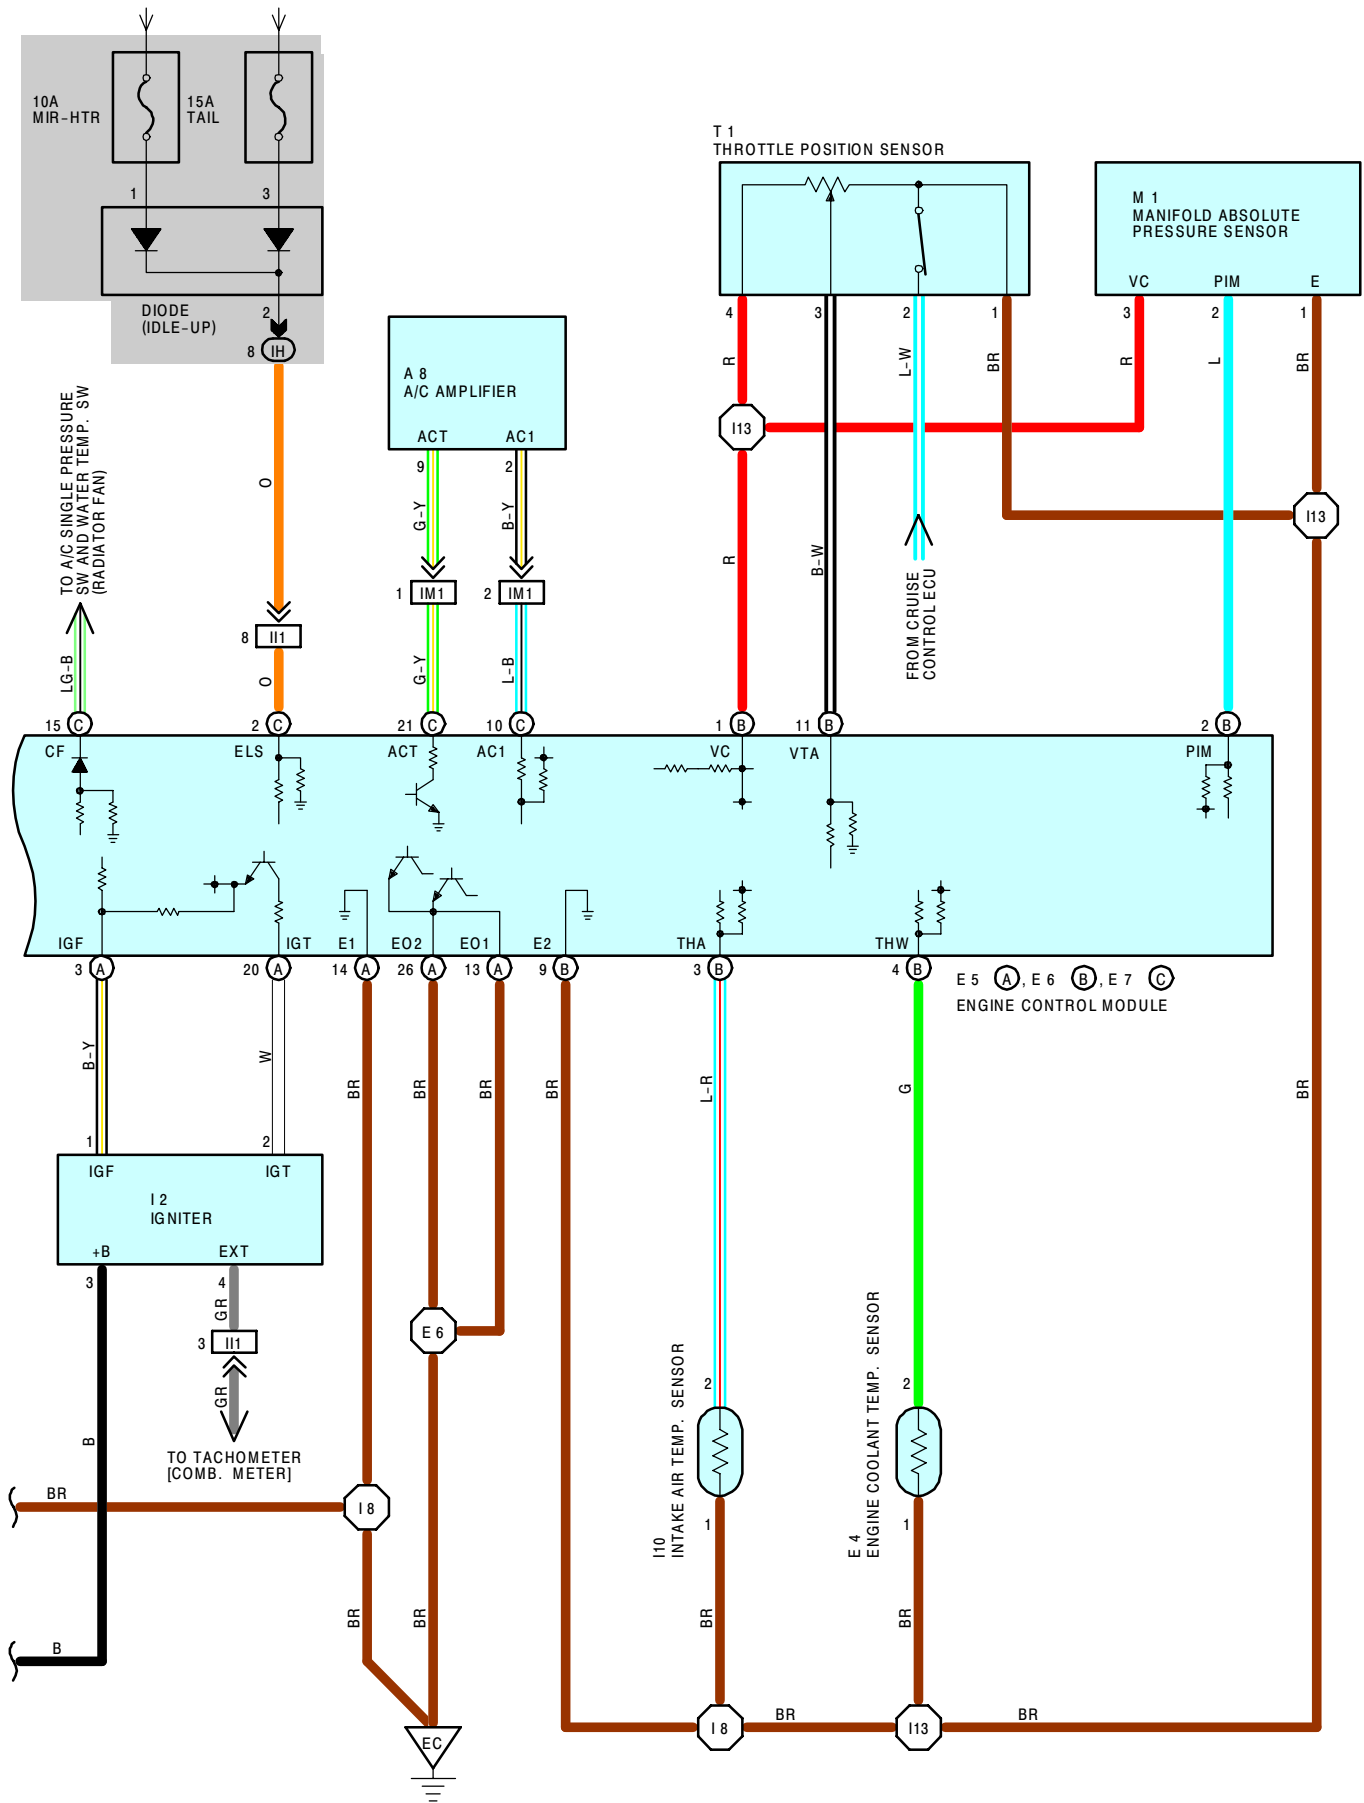 10A
MIR-HTR
15A
TAIL
1
3
DIODE
(IDLE-UP)
2
8
IH
T 1
THROTTLE POSITION SENSOR
M 1
MANIFOLD ABSOLUTE
PRESSURE SENSOR
VC
PIM
E
4
3
2
1
3
2
1
R
L-W
BR
R
L
BR
I13
I13
A 8
A/C AMPLIFIER
ACT
AC1
9
2
G-Y
B-Y
1
IM1
2
IM1
G-Y
L-B
TO A/C SINGLE PRESSURE
SW AND WATER TEMP. SW
(RADIATOR FAN)
LG-B
O
8
II1
O
R
B-W
FROM CRUISE
CONTROL ECU
15
C
2
C
21
C
10
C
1
B
11
B
2
B
CF
ELS
ACT
AC1
VC
VTA
PIM
IGF
IGT
E1
EO2
EO1
E2
THA
THW
3
A
20
A
14
A
26
A
13
A
9
B
3
B
4
B
E 5 A , E 6 B , E 7 C
ENGINE CONTROL MODULE
B-Y
W
BR
BR
BR
BR
L-R
G
BR
1
2
IGF
IGT
I 2
IGNITER
+B
EXT
3
4
GR
3
II1
GR
TO TACHOMETER
[COMB. METER]
B
E 6
I10
INTAKE AIR TEMP. SENSOR
2
1
E 4
ENGINE COOLANT TEMP. SENSOR
2
1
BR
I 8
BR
BR
BR
BR
B
I 8
BR
I13
BR
EC